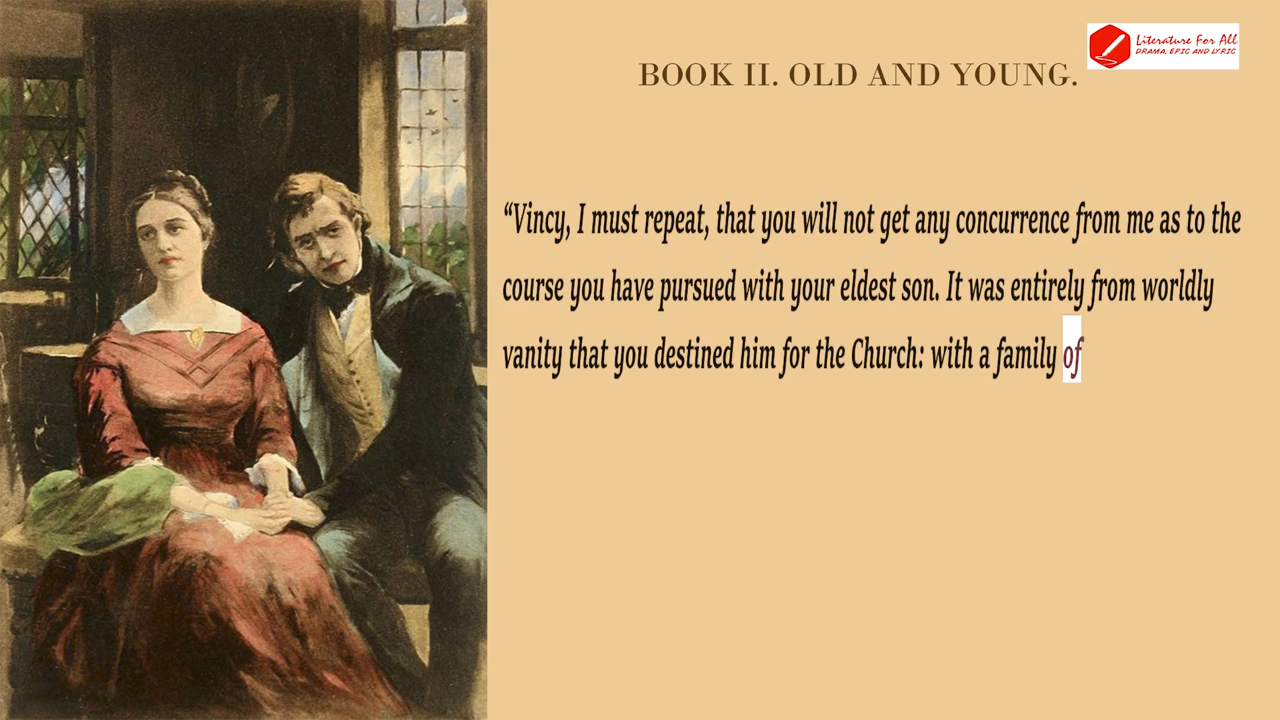 Literature For All
DRAMA, EPIC AND LYRIC
BOOK II. OLD AND YOUNG.
“Vincy, I must repeat, that you will not get any concurrence from me as to the
course you have pursued with your eldest son. It was entirely from worldly
vanity that you destined him for the Church: with a family of